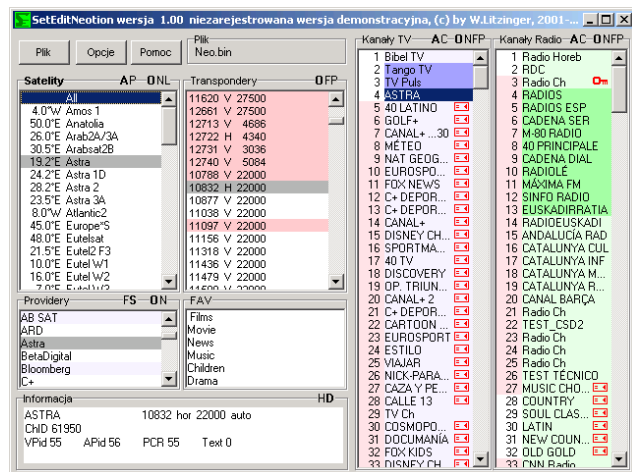 SetEditNeotion wersja 1.00 niezarejestrowana wersja demonstracyjna, (c) by W.Litzinger, 2001-...
Plik Opcje Pomoc
Plik
Neo.bin
Satelity AP ONL
All
4.0°W Amos 1
50.0°E Anatolia
26.0°E Arab2A/3A
30.5°E Arabsat2B
19.2°E Astra
24.2°E Astra 1D
28.2°E Astra 2
23.5°E Astra 3A
8.0°W Atlantic2
45.0°E Europe*S
48.0°E Eutelsat
21.5°E Eutel2 F3
10.0°E Eutel W1
16.0°E Eutel W2
7.0°E Eutel W3
Transpondery OFP
11620 V 27500
12661 V 27500
12713 V 4686
12722 H 4340
12731 V 3036
12740 V 5084
10788 V 22000
10832 H 22000
10877 V 22000
11038 V 22000
11097 V 22000
11156 V 22000
11318 V 22000
11436 V 22000
11479 V 22000
11508 V 22000
Providery FS ON
AB SAT
ARD
Astra
BetaDigital
Bloomberg
C+
FAV
Films
Movie
News
Music
Children
Drama
Informacja HD
ASTRA 10832 hor 22000 auto
ChID 61950
VPid 55 APid 56 PCR 55 Text 0
Kanały TV AC ONFP
1 Bibel TV
2 Tango TV
3 TV Puls
4 ASTRA
5 40 LATINO
6 GOLF+
7 CANAL+ ...30
8 MÉTEO
9 NAT GEOG...
10 EUROSPO...
11 FOX NEWS
12 C+ DEPOR...
13 C+ DEPOR...
14 CANAL+
15 DISNEY CH...
16 SPORTMA...
17 40 TV
18 DISCOVERY
19 OP. TRIUN...
20 CANAL+ 2
21 C+ DEPOR...
22 CARTOON ...
23 EUROSPORT
24 ESTILO
25 VIAJAR
26 NICK-PARA...
27 CAZA Y PE...
28 CALLE 13
29 TV Ch
30 COSMOPO...
31 DOCUMANÍA
32 FOX KIDS
33 DISNEY CH
Kanały Radio AC ONFP
1 Radio Horeb
2 RDC
3 Radio Ch
4 RADIOS
5 RADIOS ESP
6 CADENA SER
7 M-80 RADIO
8 40 PRINCIPALE
9 CADENA DIAL
10 RADIOLÉ
11 MÁXIMA FM
12 SINFO RADIO
13 EUSKADIRRATIA
14 RADIOEUSKADI
15 ANDALUCÍA RAD
16 CATALUNYA CUL
17 CATALUNYA INF
18 CATALUNYA M...
19 CATALUNYA R...
20 CANAL BARÇA
21 Radio Ch
22 TEST_CSD2
23 Radio Ch
24 Radio Ch
25 Radio Ch
26 TEST TÉCNICO
27 MUSIC CHO...
28 COUNTRY
29 SOUL CLAS...
30 LATIN
31 NEW COUN...
32 OLD GOLD
33 CNN Radio